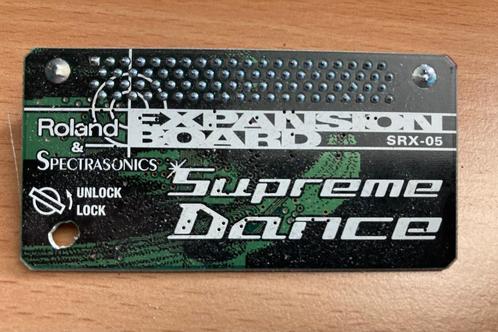 Roland
& 
SPECTRASONICS
EXPANSION
BOARD
SRX-05
UNLOCK
LOCK
Supreme
Dance